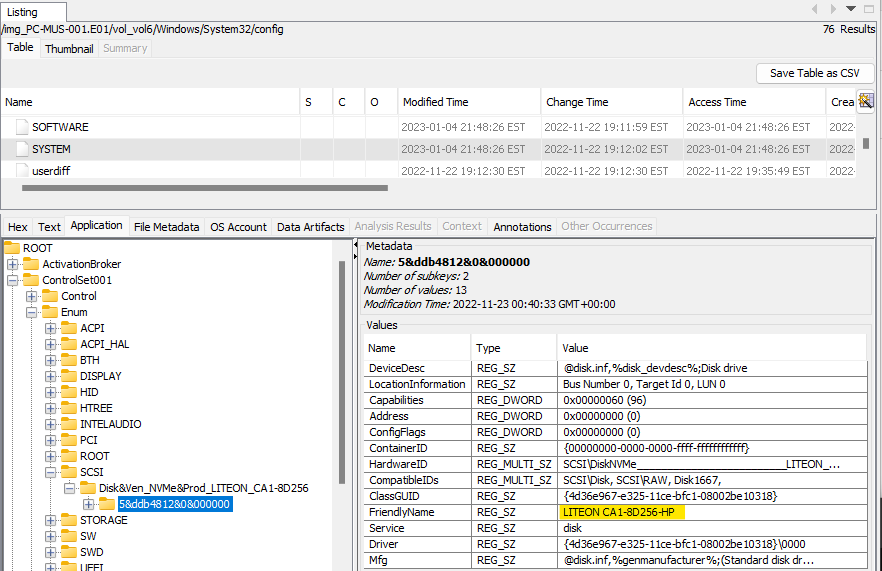 Listing
/img_PC-MUS-001.E01/vol_vol6/Windows/System32/config 76 Results
Table Thumbnail Summary
Save Table as CSV
Name S C O Modified Time Change Time Access Time Crea
SOFTWARE 2023-01-04 21:48:26 EST 2022-11-22 19:11:59 EST 2023-01-04 21:48:26 EST 2022-
SYSTEM 2023-01-04 21:48:26 EST 2022-11-22 19:12:02 EST 2023-01-04 21:48:26 EST 2022-
userdiff 2022-11-22 19:12:30 EST 2022-11-22 19:12:30 EST 2022-11-22 19:35:49 EST 2022-
Hex Text Application File Metadata OS Account Data Artifacts Analysis Results Context Annotations Other Occurrences
ROOT
ActivationBroker
ControlSet001
Control
Enum
ACPI
ACPI_HAL
BTH
DISPLAY
HID
HTREE
INTELAUDIO
PCI
ROOT
SCSI
Disk&Ven_NVMe&Prod_LITEON_CA1-8D256
5&ddb4812&0&000000
STORAGE
SW
SWD
UEFI
Metadata
Name: 5&ddb4812&0&000000
Number of subkeys: 2
Number of values: 13
Modification Time: 2022-11-23 00:40:33 GMT+00:00
Values
Name Type Value
DeviceDesc REG_SZ @disk.inf,%disk_devdesc%;Disk drive
LocationInformation REG_SZ Bus Number 0, Target Id 0, LUN 0
Capabilities REG_DWORD 0x00000060 (96)
Address REG_DWORD 0x00000000 (0)
ConfigFlags REG_DWORD 0x00000000 (0)
ContainerID REG_SZ {00000000-0000-0000-ffff-ffffffffffff}
HardwareID REG_MULTI_SZ SCSI\DiskNVMe____________________________LITEON_...
CompatibleIDs REG_MULTI_SZ SCSI\Disk, SCSI\RAW, Disk1667,
ClassGUID REG_SZ {4d36e967-e325-11ce-bfc1-08002be10318}
FriendlyName REG_SZ LITEON CA1-8D256-HP
Service REG_SZ disk
Driver REG_SZ {4d36e967-e325-11ce-bfc1-08002be10318}\0000
Mfg REG_SZ @disk.inf,%genmanufacturer%;(Standard disk dr...